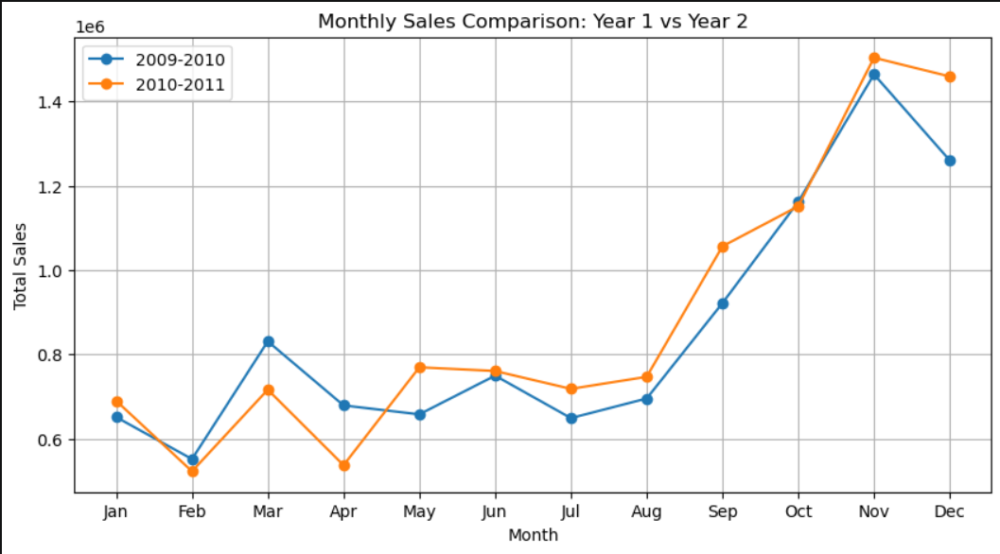 Monthly Sales Comparison: Year 1 vs Year 2
1e6
2009-2010
2010-2011
1.4
1.2
1.0
0.8
0.6
Total Sales
Jan Feb Mar Apr May Jun Jul Aug Sep Oct Nov Dec
Month